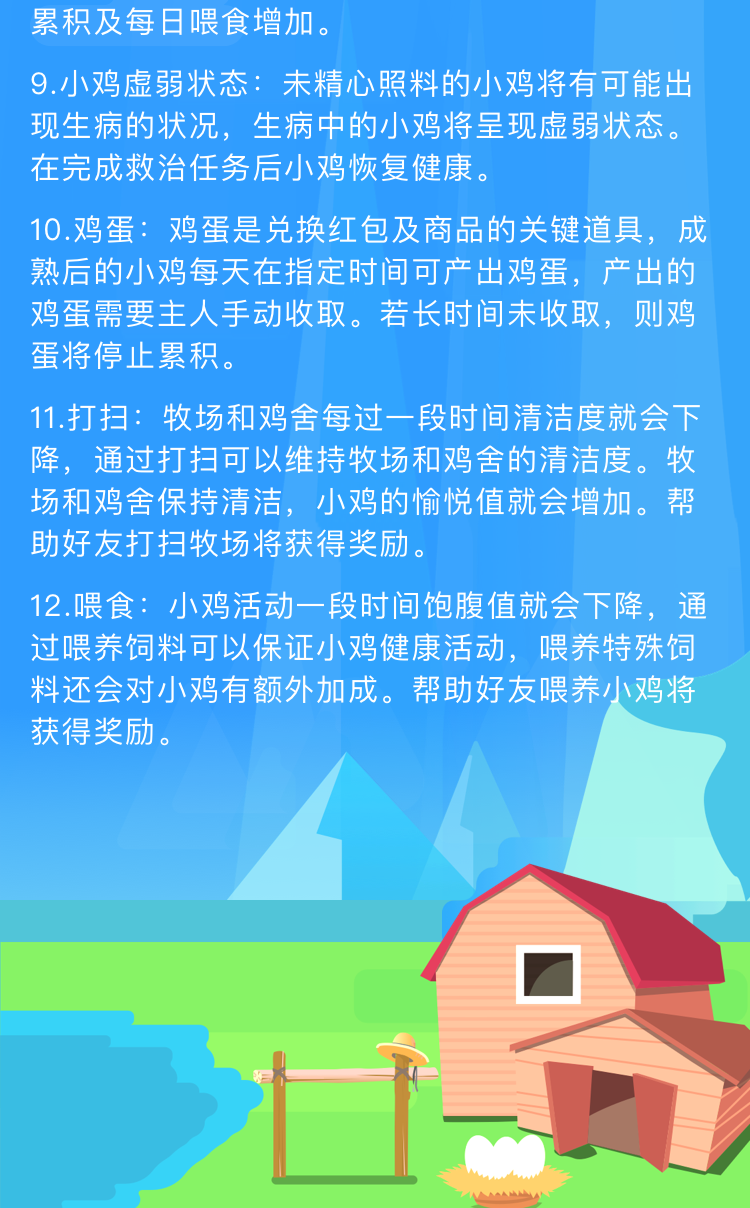 累积及每日喂食增加。
9.小鸡虚弱状态：未精心照料的小鸡将有可能出
现生病的状况，生病中的小鸡将呈现虚弱状态。
在完成救治任务后小鸡恢复健康。
10.鸡蛋：鸡蛋是兑换红包及商品的关键道具，成
熟后的小鸡每天在指定时间可产出鸡蛋，产出的
鸡蛋需要主人手动收取。若长时间未收取，则鸡
蛋将停止累积。
11.打扫：牧场和鸡舍每过一段时间清洁度就会下
降，通过打扫可以维持牧场和鸡舍的清洁度。牧
场和鸡舍保持清洁，小鸡的愉悦值就会增加。帮
助好友打扫牧场将获得奖励。
12.喂食：小鸡活动一段时间饱腹值就会下降，通
过喂养饲料可以保证小鸡健康活动，喂养特殊饲
料还会对小鸡有额外加成。帮助好友喂养小鸡将
获得奖励。